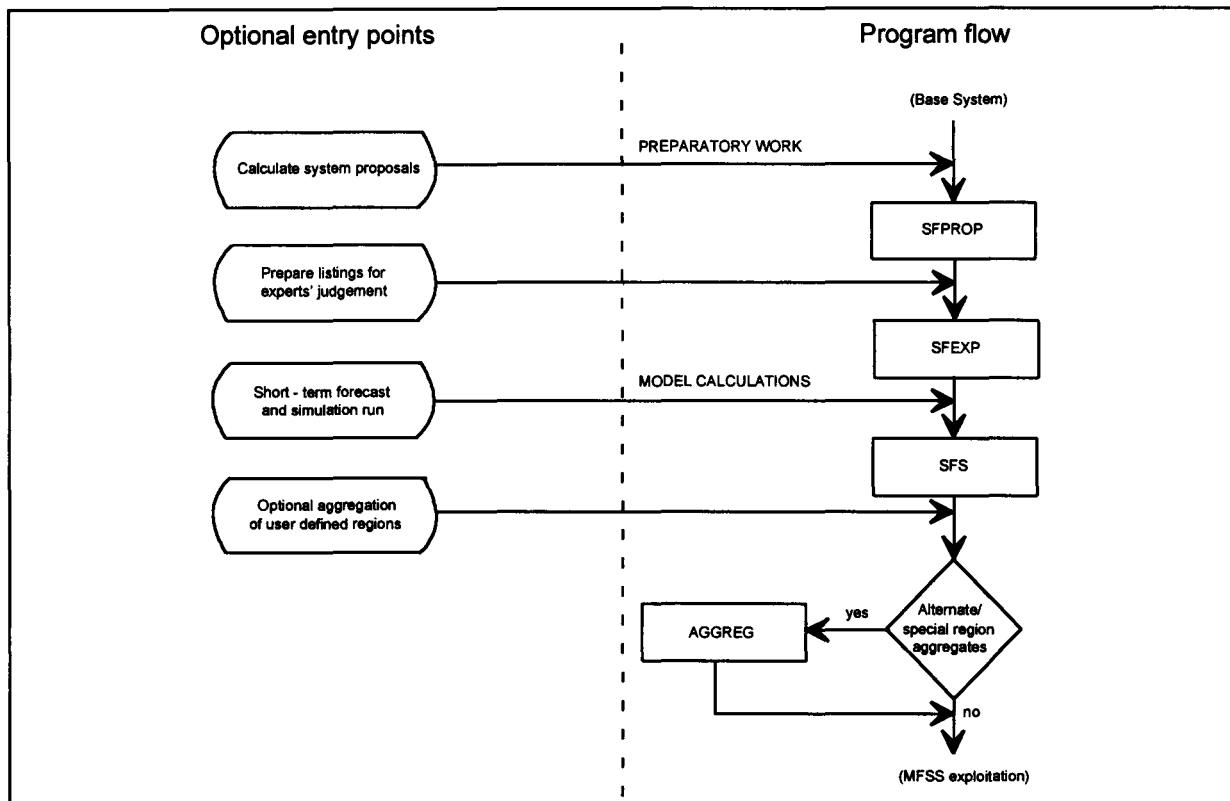 Optional entry points
Program flow
(Base System)
Calculate system proposals
PREPARATORY WORK
SFPROP
Prepare listings for
experts' judgement
SFEXP
Short - term forecast
and simulation run
MODEL CALCULATIONS
SFS
Optional aggregation
of user defined regions
Alternate/
special region
aggregates
yes
AGGREG
no
(MFSS exploitation)